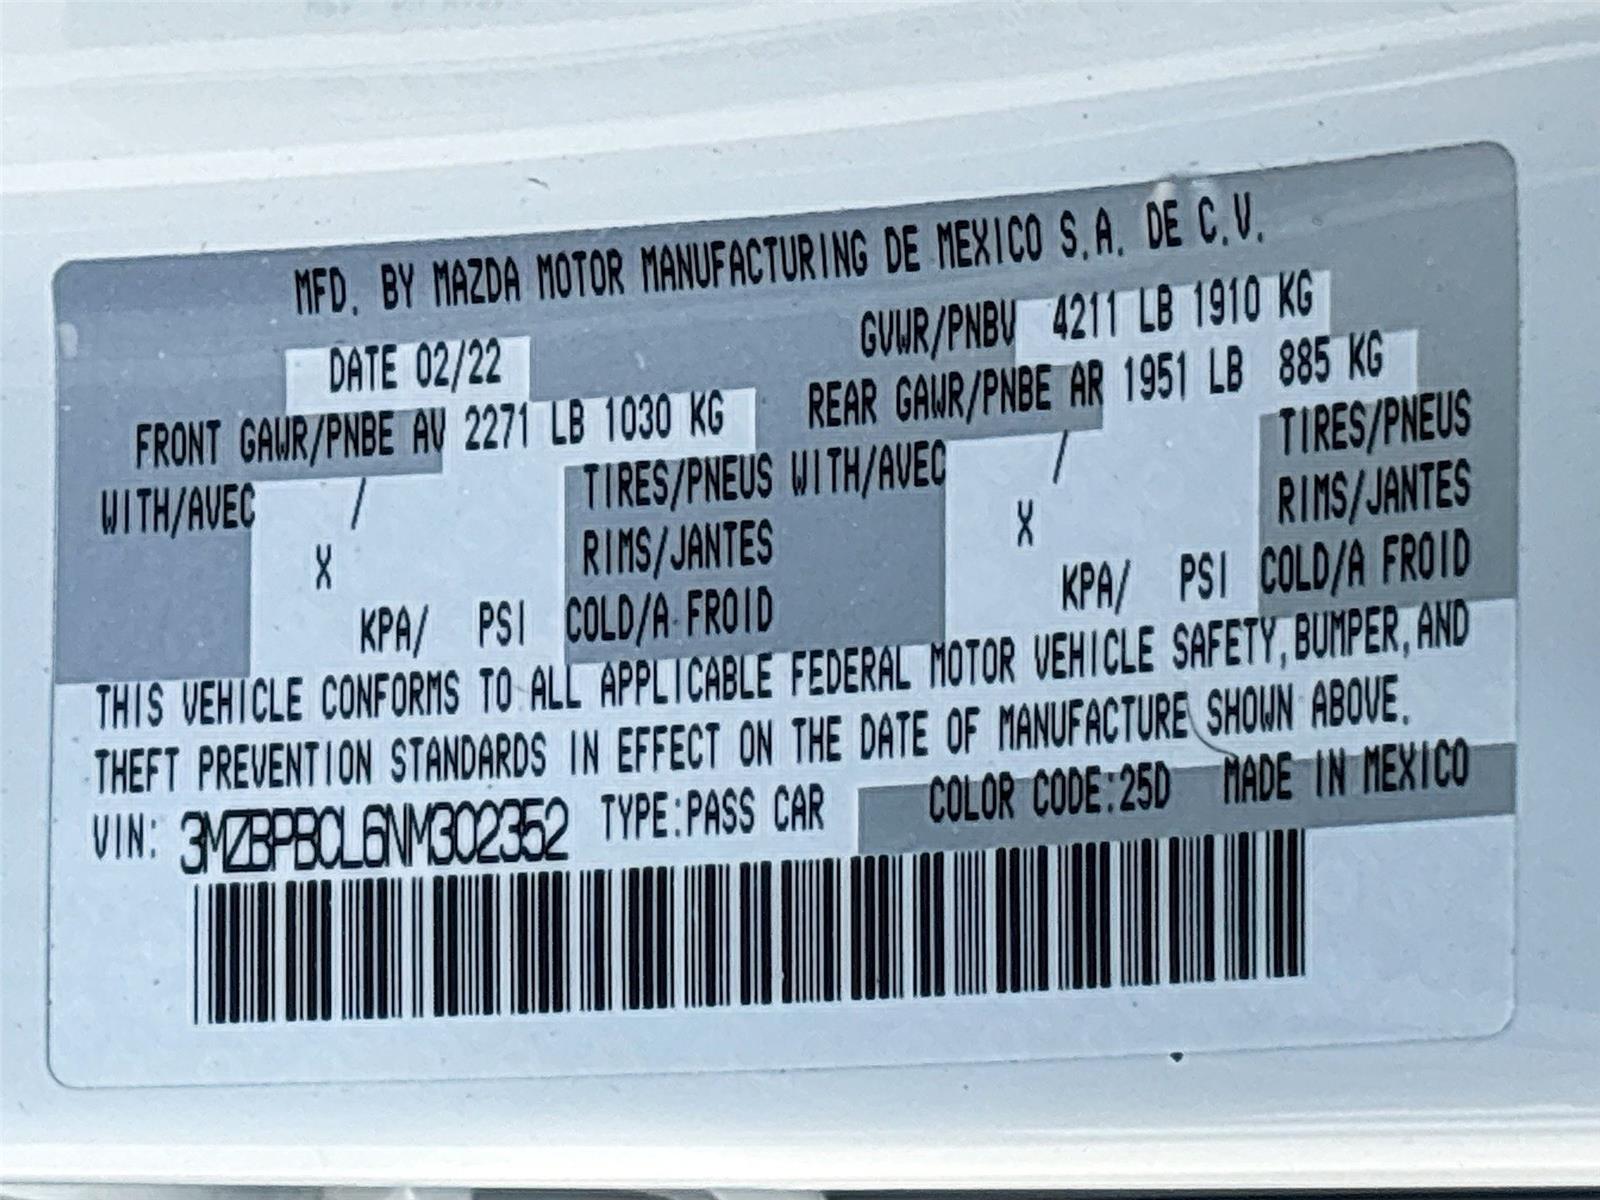 MFD. BY MAZDA MOTOR MANUFACTURING DE MEXICO S.A. DE C.V.
DATE 02/22 GVWR/PNBV 4211 LB 1910 KG
FRONT GAWR/PNBE AV 2271 LB 1030 KG REAR GAWR/PNBE AR 1951 LB 885 KG
WITH/AVEC / TIRES/PNEUS WITH/AVEC / TIRES/PNEUS
X RIMS/JANTES X RIMS/JANTES
KPA/ PSI COLD/A FROID KPA/ PSI COLD/A FROID
THIS VEHICLE CONFORMS TO ALL APPLICABLE FEDERAL MOTOR VEHICLE SAFETY, BUMPER, AND
THEFT PREVENTION STANDARDS IN EFFECT ON THE DATE OF MANUFACTURE SHOWN ABOVE.
VIN: 3MZBPBCL6NM302352 TYPE:PASS CAR COLOR CODE:25D MADE IN MEXICO